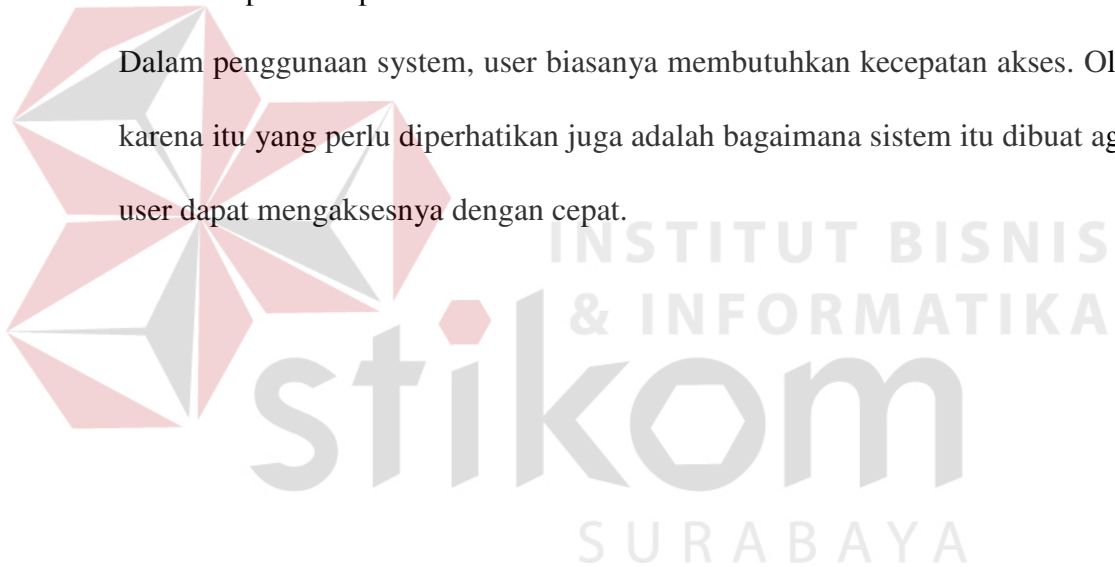 Dalam penggunaan system, user biasanya membutuhkan kecepatan akses. Ol
karena itu yang perlu diperhatikan juga adalah bagaimana sistem itu dibuat ag
user dapat mengaksesnya dengan cepat.
INSTITUT BISNIS
& INFORMATIKA
stikom
SURABAYA